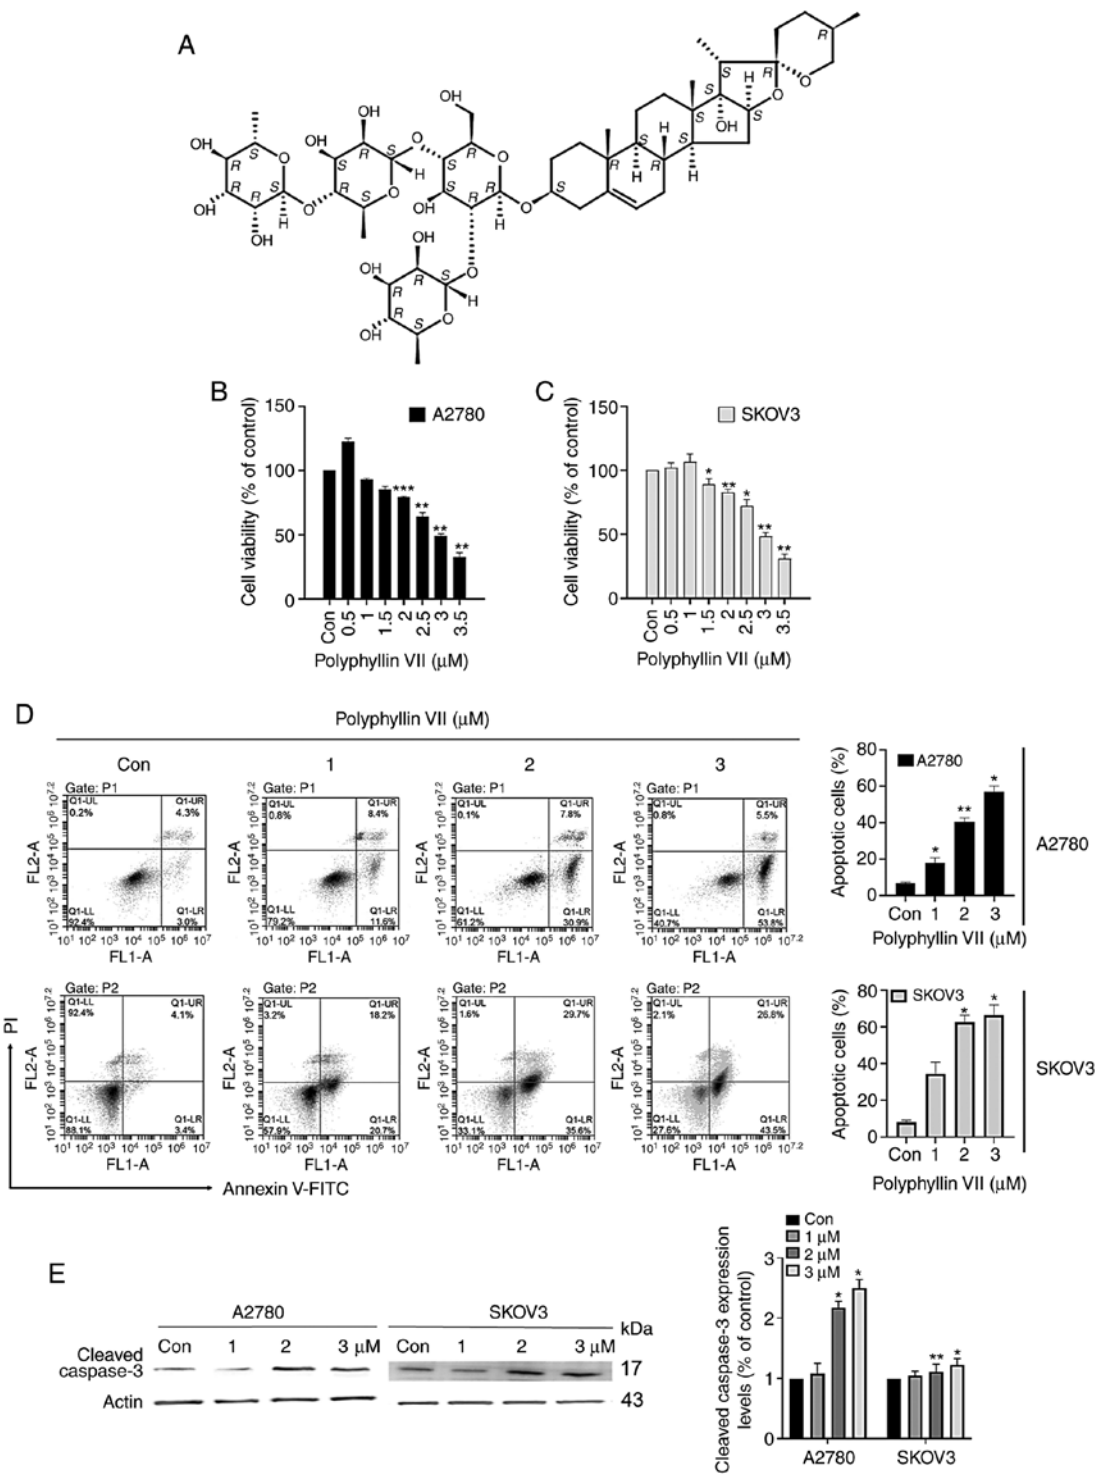 A
OH
OH
OH
OH
OH
OH
OH
OH
OH
OH
OH
OH
O
O
O
O
O
O
O
O
O
O
H
H
H
H
H
H
H
H
R
S
B
150
100
50
0
Cell viability (% of control)
A2780
***
**
**
**
Con
0.5
1
1.5
2
2.5
3
3.5
Polyphyllin VII (μM)
C
150
100
50
0
Cell viability (% of control)
SKOV3
*
**
*
**
**
Con
0.5
1
1.5
2
2.5
3
3.5
Polyphyllin VII (μM)
D
Polyphyllin VII (μM)
Con 1 2 3
Gate: P1
Q1-UL Q1-UR
0.2% 4.3%
Q1-LL Q1-LR
92.4% 3.0%
FL2-A
FL1-A
Gate: P1
Q1-UL Q1-UR
0.8% 8.4%
Q1-LL Q1-LR
79.2% 11.6%
FL2-A
FL1-A
Gate: P1
Q1-UL Q1-UR
0.1% 7.8%
Q1-LL Q1-LR
61.2% 30.9%
FL2-A
FL1-A
Gate: P1
Q1-UL Q1-UR
0.8% 5.5%
Q1-LL Q1-LR
40.7% 53.8%
FL2-A
FL1-A
80
60
40
20
0
Apoptotic cells (%)
A2780
*
**
*
Con 1 2 3
Polyphyllin VII (μM)
A2780
Gate: P2
Q1-LL Q1-UR
92.4% 4.1%
Q1-LL Q1-LR
88.1% 3.4%
FL2-A
FL1-A
Gate: P2
Q1-UL Q1-UR
3.2% 18.2%
Q1-LL Q1-LR
57.9% 20.7%
FL2-A
FL1-A
Gate: P2
Q1-UL Q1-UR
1.6% 29.7%
Q1-LL Q1-LR
33.1% 35.6%
FL2-A
FL1-A
Gate: P2
Q1-UL Q1-UR
2.1% 26.8%
Q1-LL Q1-LR
27.6% 43.5%
FL2-A
FL1-A
80
60
40
20
0
Apoptotic cells (%)
SKOV3
*
*
Con 1 2 3
Polyphyllin VII (μM)
SKOV3
PI
Annexin V-FITC
E
A2780 SKOV3
kDa
Con 1 2 3 μM Con 1 2 3 μM
Cleaved
caspase-3 17
Actin 43
Con
1 μM
2 μM
3 μM
Cleaved caspase-3 expression
levels (% of control)
3
2
1
0
*
*
**
*
A2780 SKOV3